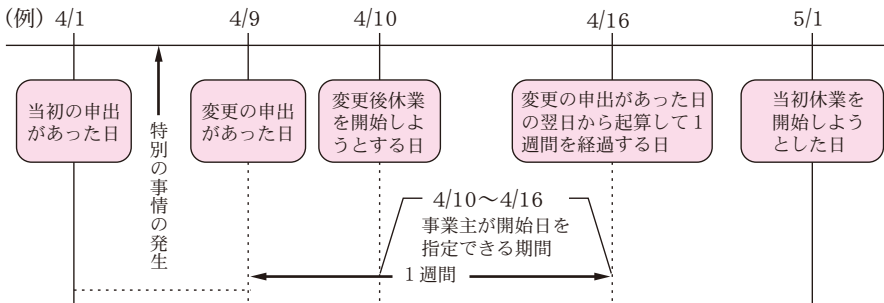 (例) 4/1 4/9 4/10 4/16 5/1
当初の申出
があった日
特別の事情の発生
変更の申出
があった日
変更後休業
を開始しよ
うとする日
変更の申出があった日
の翌日から起算して1
週間を経過する日
当初休業を
開始しよう
とした日
4/10～4/16
事業主が開始日を
指定できる期間
1週間